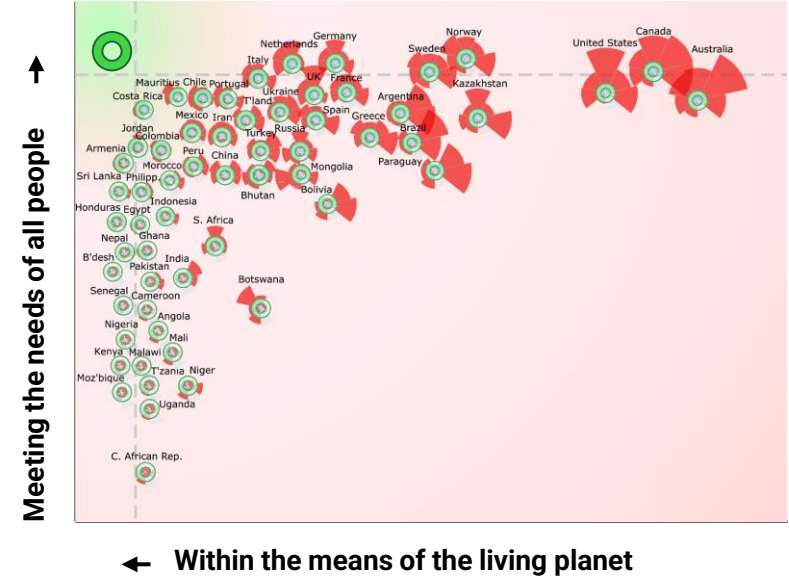 Meeting the needs of all people
Germany
Norway
Canada
Netherlands
United States
Sweden
Australia
Italy
UK
France
Mauritius
Chile
Portugal
Ukraine
Kazakhstan
Costa Rica
T'land
Argentina
Mexico
Iran
Spain
Greece
Jordan
Colombia
Turkey
Russia
Brazil
Armenia
Peru
China
Paraguay
Morocco
Mongolia
Sri Lanka
Philipp.
Bhutan
Bolivia
Indonesia
Honduras
Egypt
S. Africa
Nepal
Ghana
B'desh
India
Pakistan
Botswana
Senegal
Cameroon
Angola
Nigeria
Mali
Kenya
Malawi
Moz'bique
T'zania
Niger
Uganda
C. African Rep.
Within the means of the living planet